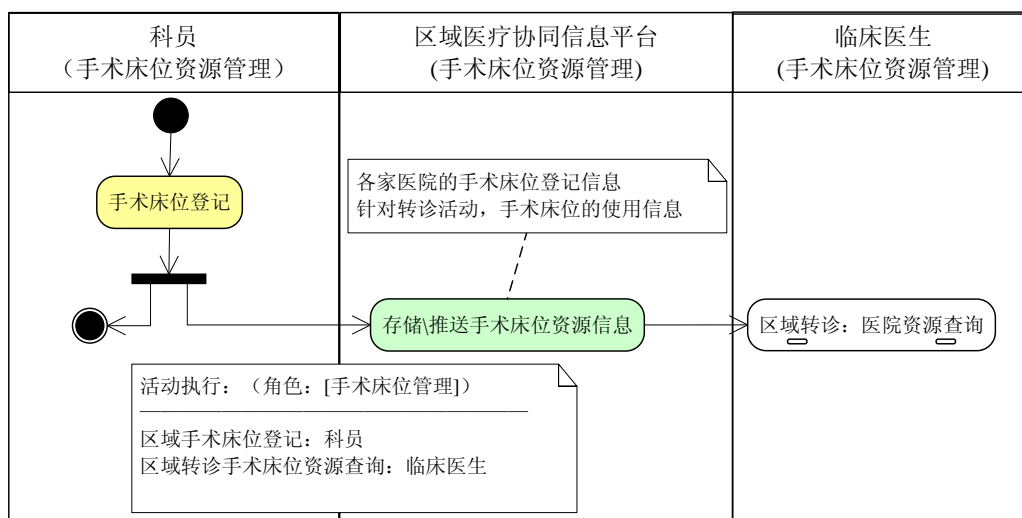 科员
（手术床位资源管理）
区域医疗协同信息平台
(手术床位资源管理)
临床医生
(手术床位资源管理)
手术床位登记
各家医院的手术床位登记信息
针对转诊活动，手术床位的使用信息
存储\推送手术床位资源信息
区域转诊：医院资源查询
活动执行：（角色：[手术床位管理]）
区域手术床位登记：科员
区域转诊手术床位资源查询：临床医生